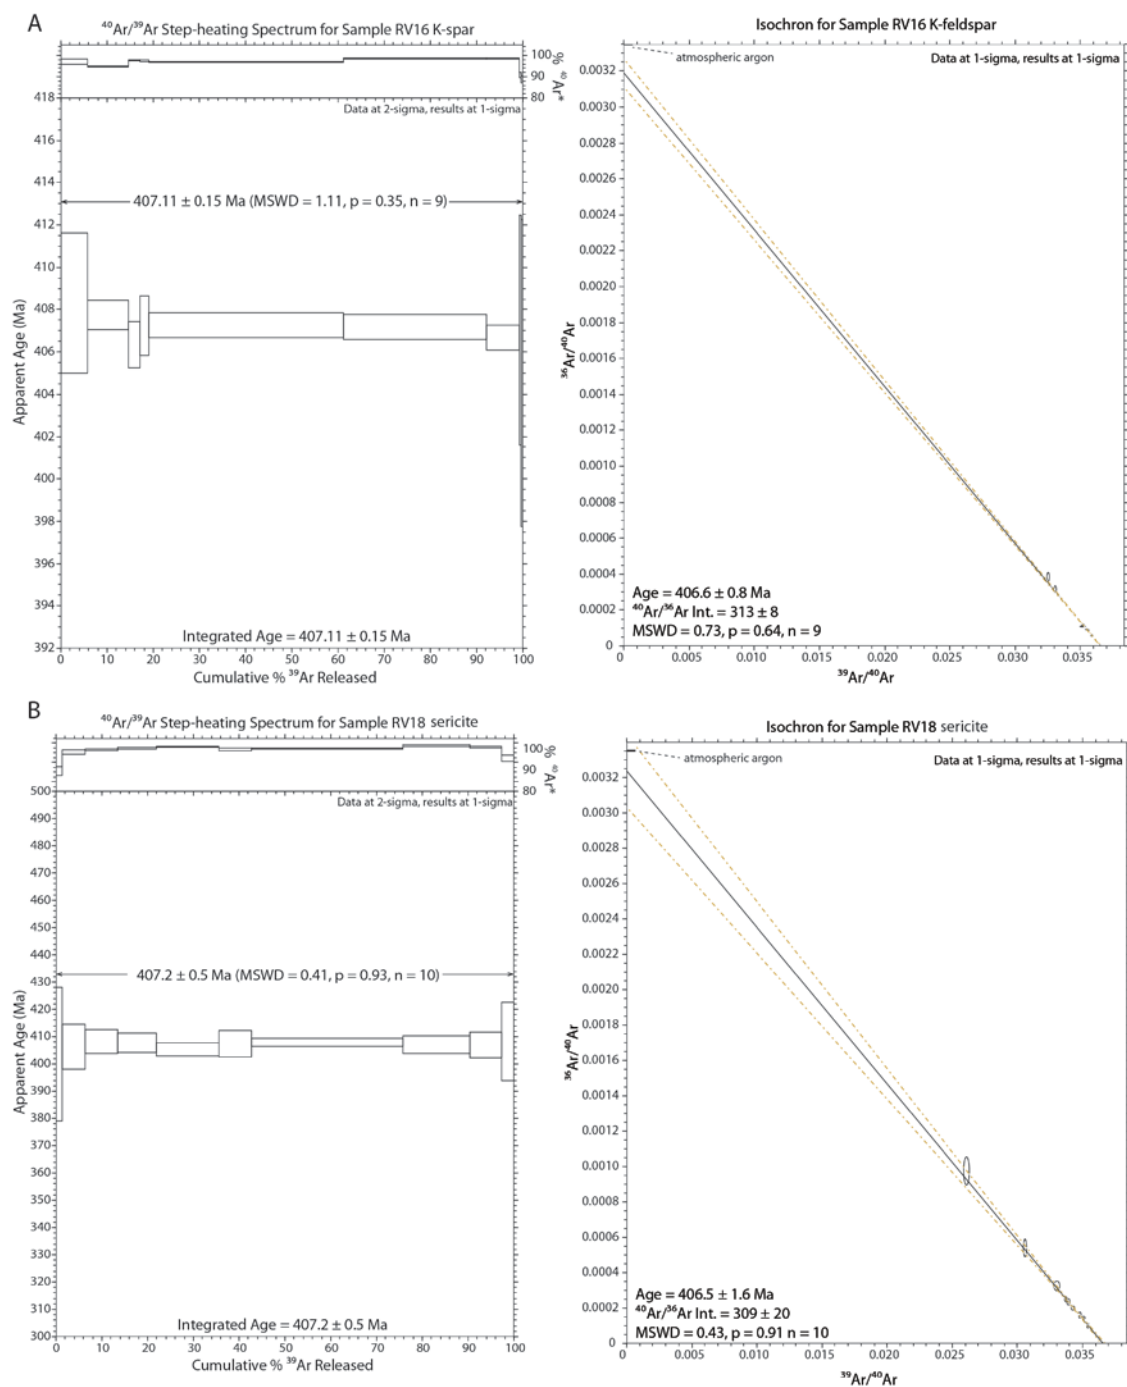 A
⁴⁰Ar/³⁹Ar Step-heating Spectrum for Sample RV16 K-spar
100
90
80
% ⁴⁰Ar*
Data at 2-sigma, results at 1-sigma
418
416
414
412
410
408
406
404
402
400
398
396
394
392
Apparent Age (Ma)
407.11 ± 0.15 Ma (MSWD = 1.11, p = 0.35, n = 9)
Integrated Age = 407.11 ± 0.15 Ma
0 10 20 30 40 50 60 70 80 90 100
Cumulative % ³⁹Ar Released
Isochron for Sample RV16 K-feldspar
atmospheric argon
Data at 1-sigma, results at 1-sigma
0.0032
0.0030
0.0028
0.0026
0.0024
0.0022
0.0020
0.0018
0.0016
0.0014
0.0012
0.0010
0.0008
0.0006
0.0004
0.0002
0
³⁶Ar/⁴⁰Ar
Age = 406.6 ± 0.8 Ma
⁴⁰Ar/³⁶Ar Int. = 313 ± 8
MSWD = 0.73, p = 0.64, n = 9
0 0.005 0.010 0.015 0.020 0.025 0.030 0.035
³⁹Ar/⁴⁰Ar
B
⁴⁰Ar/³⁹Ar Step-heating Spectrum for Sample RV18 sericite
100
90
80
% ⁴⁰Ar*
Data at 2-sigma, results at 1-sigma
500
490
480
470
460
450
440
430
420
410
400
390
380
370
360
350
340
330
320
310
300
Apparent Age (Ma)
407.2 ± 0.5 Ma (MSWD = 0.41, p = 0.93, n = 10)
Integrated Age = 407.2 ± 0.5 Ma
0 10 20 30 40 50 60 70 80 90 100
Cumulative % ³⁹Ar Released
Isochron for Sample RV18 sericite
atmospheric argon
Data at 1-sigma, results at 1-sigma
0.0032
0.0030
0.0028
0.0026
0.0024
0.0022
0.0020
0.0018
0.0016
0.0014
0.0012
0.0010
0.0008
0.0006
0.0004
0.0002
0
³⁶Ar/⁴⁰Ar
Age = 406.5 ± 1.6 Ma
⁴⁰Ar/³⁶Ar Int. = 309 ± 20
MSWD = 0.43, p = 0.91 n = 10
0 0.005 0.010 0.015 0.020 0.025 0.030 0.035
³⁹Ar/⁴⁰Ar